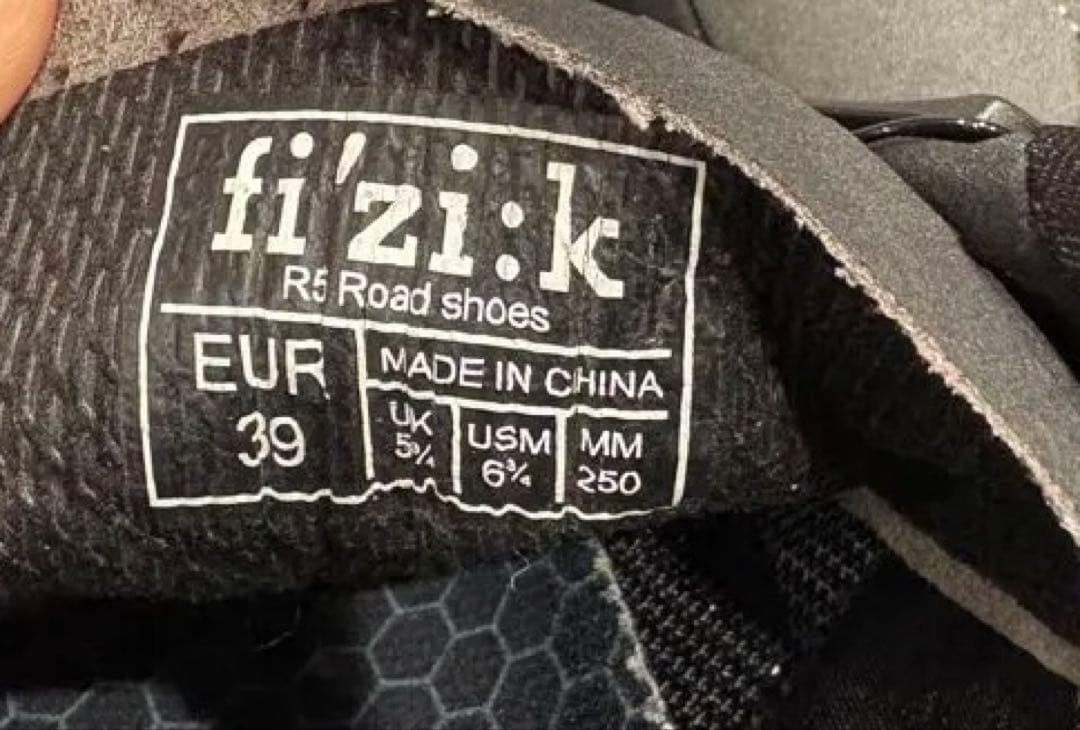 fi'zi:k
R5 Road shoes
EUR
39
MADE IN CHINA
UK
5¾
USM
6¾
MM
250